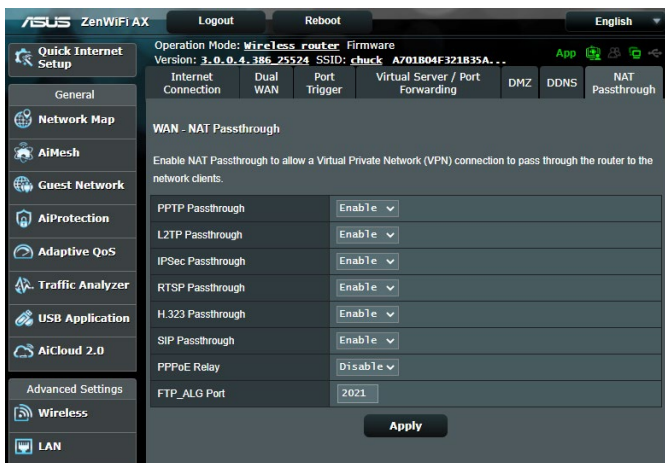 ASUS ZenWiFi AX Logout Reboot English
Quick Internet Setup
Operation Mode: Wireless router Firmware
Version: 3.0.0.4.386_25524 SSID: chuck A701B04F321B35A...
App
Internet Connection Dual WAN Port Trigger Virtual Server / Port Forwarding DMZ DDNS NAT Passthrough
General
Network Map
AiMesh
Guest Network
AiProtection
Adaptive QoS
Traffic Analyzer
USB Application
AiCloud 2.0
Advanced Settings
Wireless
LAN
WAN - NAT Passthrough
Enable NAT Passthrough to allow a Virtual Private Network (VPN) connection to pass through the router to the
network clients.
PPTP Passthrough Enable
L2TP Passthrough Enable
IPSec Passthrough Enable
RTSP Passthrough Enable
H.323 Passthrough Enable
SIP Passthrough Enable
PPPoE Relay Disable
FTP_ALG Port 2021
Apply